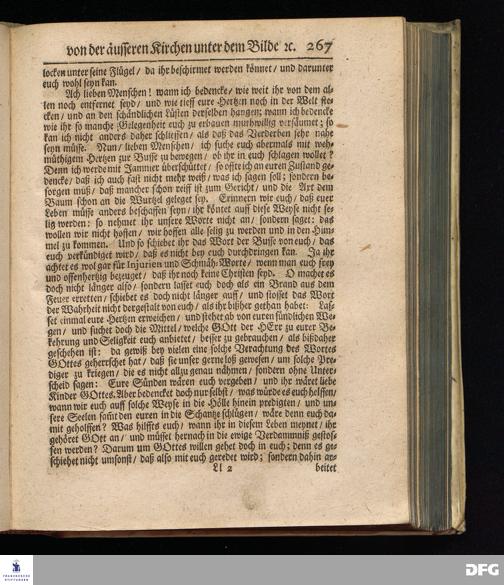 von der äusseren Kirchen unter dem Bilde ꝛc. 267
locken unter seine Flügel/ da ihr beschirmet werden könnet/ und darunter
euch wohl seyn kan.
Ach lieben Menschen! wann ich bedencke/ wie weit ihr von dem al-
len noch entfernet seyd/ und wie tieff eure Hertzen noch in der Welt ste-
cken/ und an den schändlichen Lüsten derselben hangen; wann ich bedencke
wie ihr so manche Gelegenheit euch zu erbauen muthwillig versäumet; so
kan ich nicht anders daher schliessen/ als daß das Verderben sehr nahe
seyn müsse. Nun/ lieben Menschen/ ich suche euch abermals mit weh-
müthigem Hertzen zur Busse zu bewegen/ ob ihr in euch schlagen wollet?
Denn ich werde mit Jammer überschüttet/ so offte ich an euren Zustand ge-
dencke/ daß ich auch fast nicht mehr weiß/ was ich sagen soll; sondern be-
sorgen muß/ daß mancher schon reiff ist zum Gericht/ und die Axt dem
Baum schon an die Wurtzel geleget sey. Erinnern wir euch/ daß euer
Leben müsse anders beschaffen seyn/ ihr könnet auff diese Weyse nicht se-
lig werden: so nehmet ihr unsere Worte nicht an/ sondern saget: das
wollen wir nicht hoffen/ wir hoffen alle selig zu werden und in den Him-
mel zu kommen. Und so schiebet ihr das Wort der Busse von euch/ das
euch verkündiget wird/ daß es nicht bey euch durchdringen kan. Ja ihr
achtet es wol gar für Injurien und Schmäh-Worte/ wenn man euch frey
und offenhertzig bezeuget/ daß ihr noch keine Christen seyd. O machet es
doch nicht länger also/ sondern lasset euch doch als ein Brand aus dem
Feuer erretten/ schiebet es doch nicht länger auff/ und stosset das Wort
der Wahrheit nicht dergestalt von euch/ als ihr bißher gethan habet: Las-
set einmal eure Hertzen erweichen/ und stehet ab von euren sündlichen We-
gen/ und suchet doch die Mittel/ welche GOtt der HErr zu eurer Be-
kehrung und Seligkeit euch anbietet/ besser zu gebrauchen/ als bißdaher
geschehen ist: da gewiß bey vielen eine solche Verachtung des Wortes
GOttes geherrschet hat/ daß sie unser gerne loß gewesen/ um solche Pre-
diger zu kriegen/ die es nicht allzu genau nähmen/ sondern ohne Unter-
scheid sagen: Eure Sünden wären euch vergeben/ und ihr wäret liebe
Kinder GOttes. Aber bedencket doch nur selbst/ was würde es euch helffen/
wann wir euch auff solche Weyse in die Hölle hinein predigten/ und un-
sere Seelen samt den euren in die Schantze schlügen/ wäre denn euch da-
mit geholffen? Was hilffts euch/ wann ihr in diesem Leben meynet/ ihr
gehöret GOtt an/ und müsset hernach in die ewige Verdammniß gestos-
sen werden? Darum um GOttes willen gehet doch in euch; denn es ge-
schiehet nicht umsonst/ daß also mit euch geredet wird; sondern dahin ar-
Ll 2 beitet
FRANCKESCHE
STIFTUNGEN
DFG